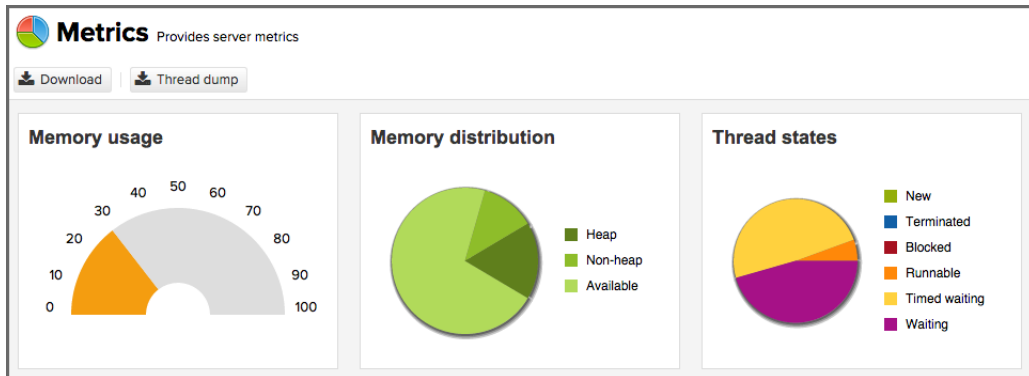 Metrics Provides server metrics
Download Thread dump
Memory usage
0
10
20
30
40
50
60
70
80
90
100
Memory distribution
Heap
Non-heap
Available
Thread states
New
Terminated
Blocked
Runnable
Timed waiting
Waiting